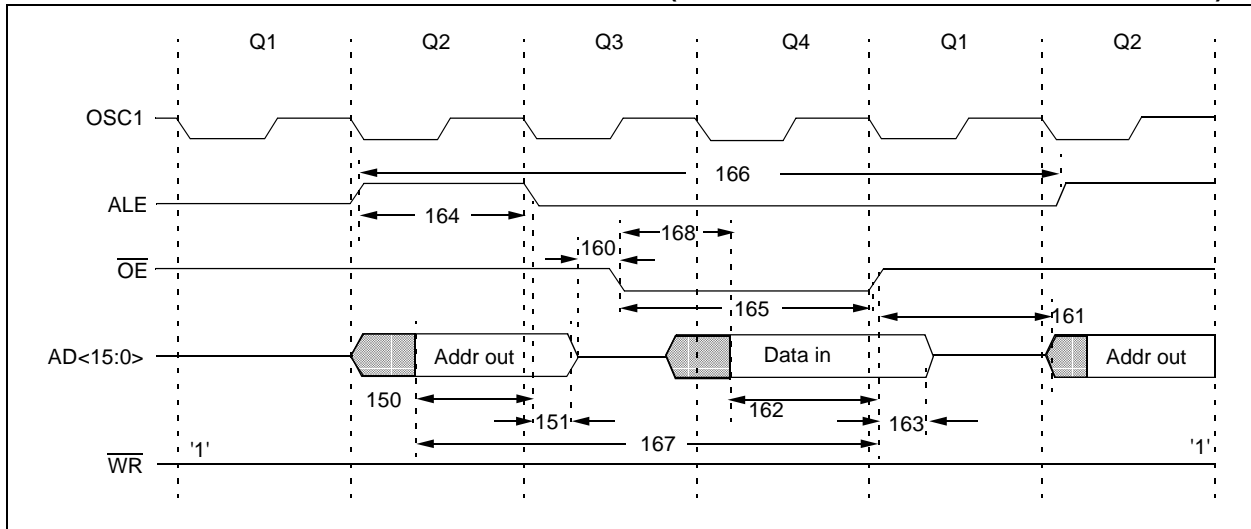 Q1 Q2 Q3 Q4 Q1 Q2
OSC1
166
ALE
164
168
160
OE
165
161
AD<15:0> Addr out Data in Addr out
150 162
151 163
167
'1' '1'
WR